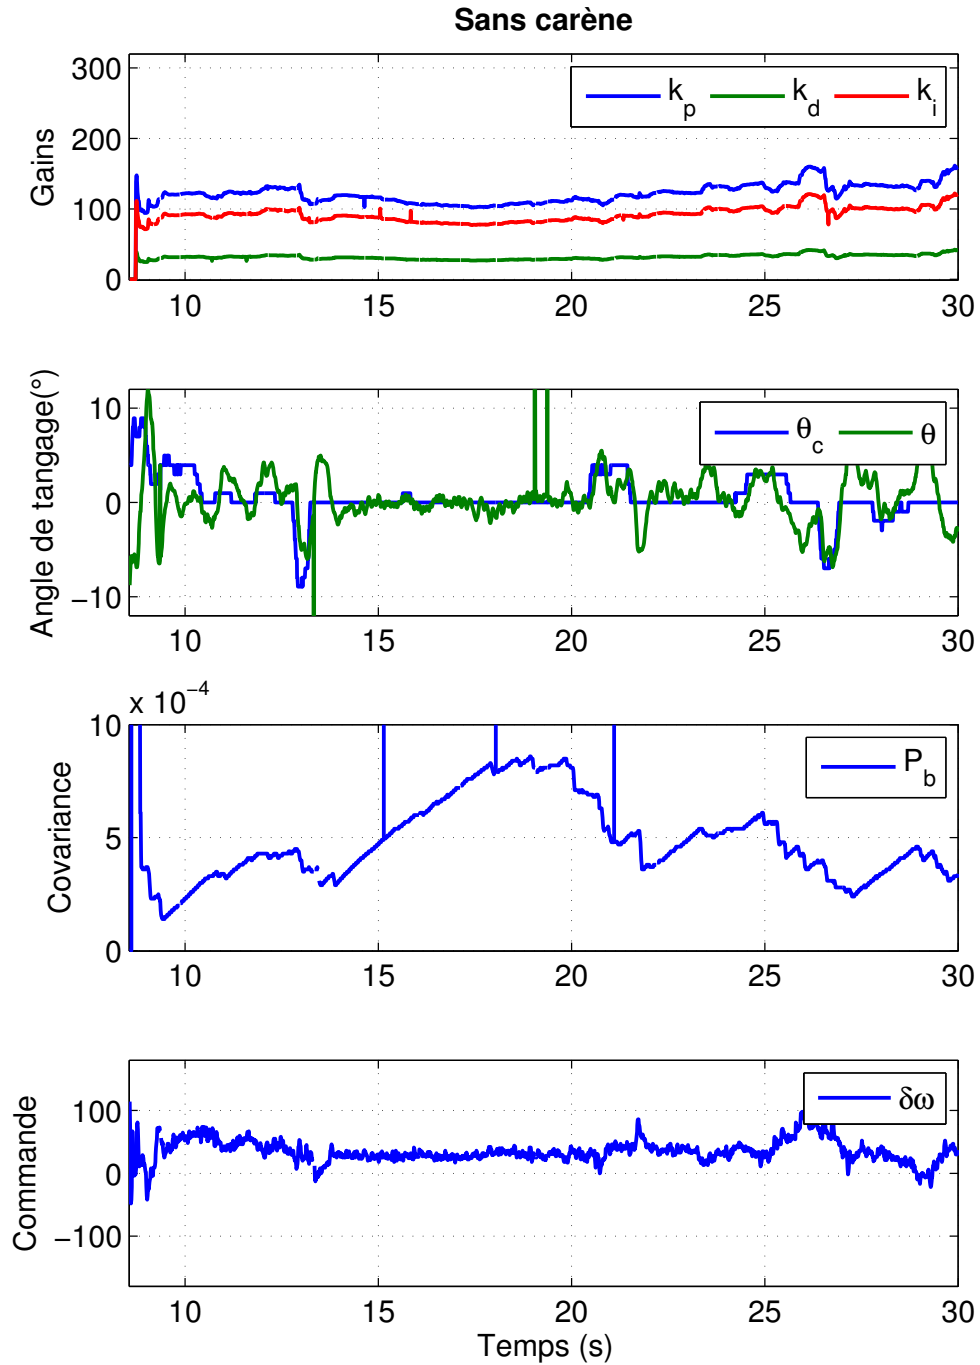 Sans carène
300
200
100
0
Gains
k_p k_d k_i
10 15 20 25 30
10
0
−10
Angle de tangage(°)
θ_c θ
10 15 20 25 30
x 10^−4
10
5
0
Covariance
P_b
10 15 20 25 30
100
0
−100
Commande
δω
10 15 20 25 30
Temps (s)